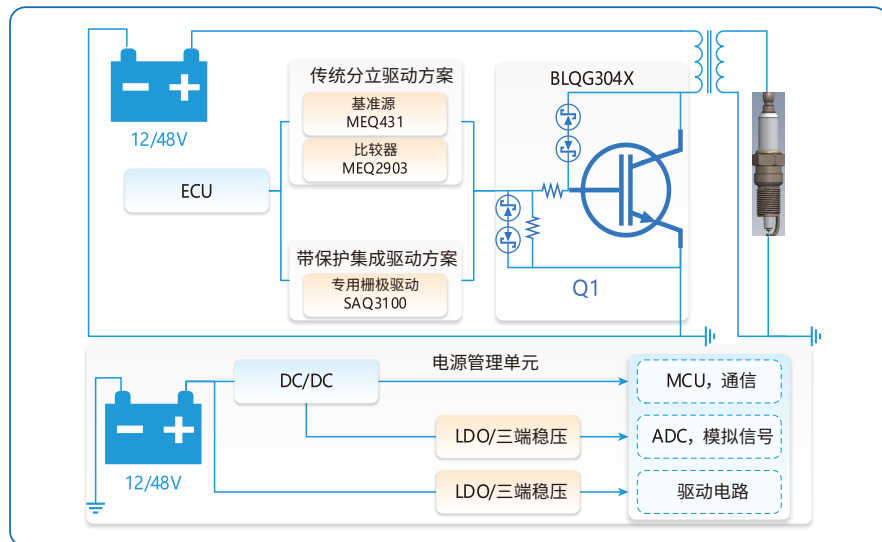 传统分立驱动方案
基准源
MEQ431
比较器
MEQ2903
BLQG304X
12/48V
ECU
带保护集成驱动方案
专用栅极驱动
SAQ3100
Q1
电源管理单元
DC/DC
MCU，通信
LDO/三端稳压
ADC，模拟信号
12/48V
LDO/三端稳压
驱动电路